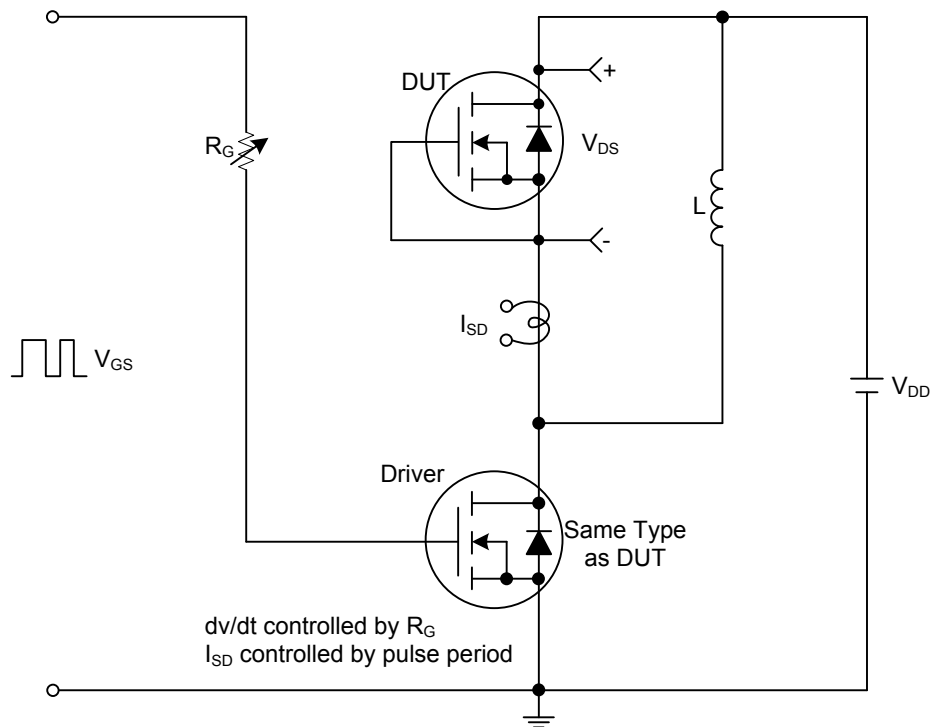 +
DUT
R_G
V_DS
L
-
I_SD
V_GS
V_DD
Driver
Same Type
as DUT
dv/dt controlled by R_G
I_SD controlled by pulse period